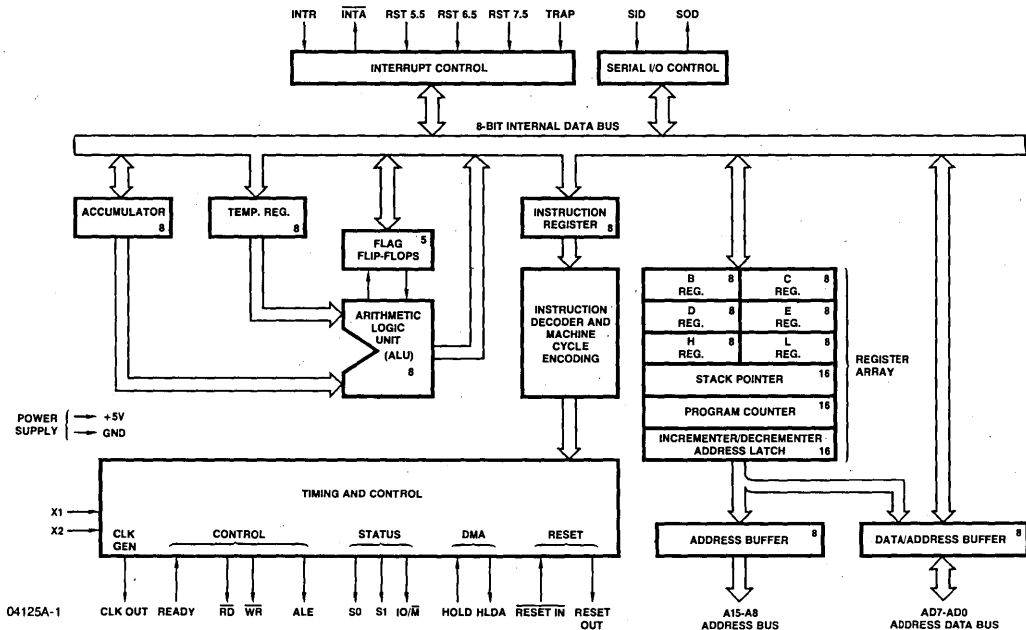 INTR INTA RST 5.5 RST 6.5 RST 7.5 TRAP SID SOD
INTERRUPT CONTROL
SERIAL I/O CONTROL
8-BIT INTERNAL DATA BUS
ACCUMULATOR
8
TEMP. REG.
8
INSTRUCTION
REGISTER
8
FLAG
FLIP-FLOPS
5
ARITHMETIC
LOGIC
UNIT
(ALU)
8
INSTRUCTION
DECODER AND
MACHINE
CYCLE
ENCODING
B
REG.
8
C
REG.
8
D
REG.
8
E
REG.
8
H
REG.
8
L
REG.
8
STACK POINTER
16
PROGRAM COUNTER
16
INCREMENTER/DECREMENTER
ADDRESS LATCH
16
REGISTER
ARRAY
POWER
SUPPLY
+5V
GND
TIMING AND CONTROL
X1
X2
CLK
GEN
CONTROL
STATUS
DMA
RESET
ADDRESS BUFFER
8
DATA/ADDRESS BUFFER
8
04125A-1
CLK OUT READY RD WR ALE S0 S1 IO/M HOLD HLDA RESET IN RESET
OUT
A15-A8
ADDRESS BUS
AD7-AD0
ADDRESS DATA BUS